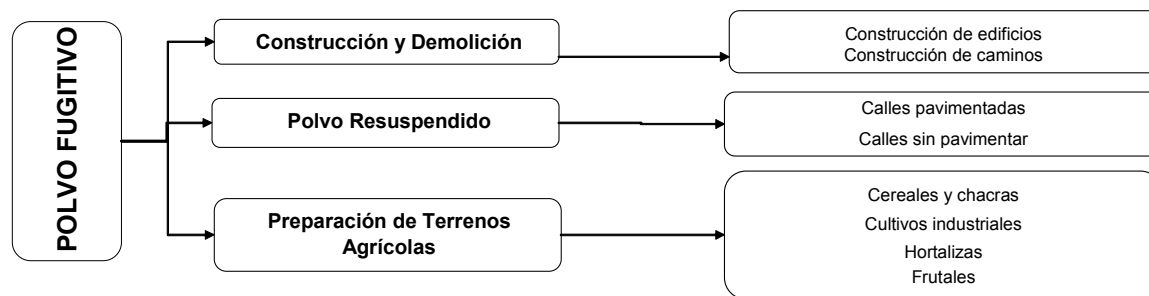 POLVO FUGITIVO
Construcción y Demolición
Construcción de edificios
Construcción de caminos
Polvo Resuspendido
Calles pavimentadas
Calles sin pavimentar
Preparación de Terrenos
Agrícolas
Cereales y chacras
Cultivos industriales
Hortalizas
Frutales